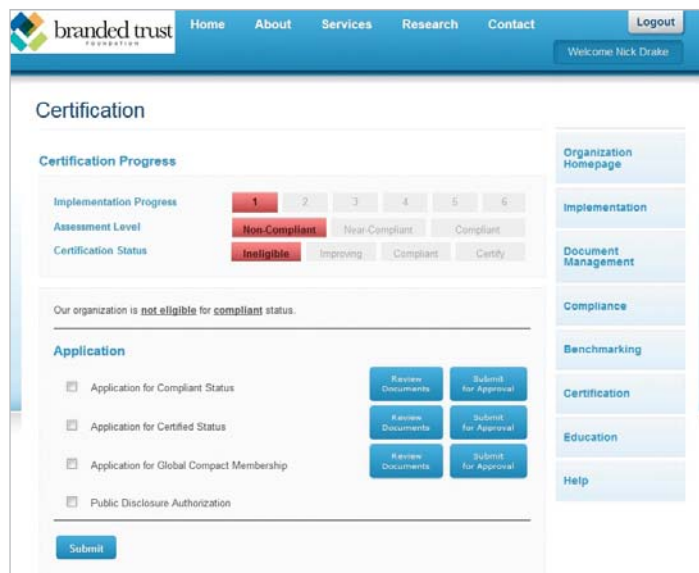 branded trust
FOUNDATION
Home About Services Research Contact
Logout
Welcome Nick Drake
Certification
Certification Progress
Implementation Progress 1 2 3 4 5 6
Assessment Level Non-Compliant Near-Compliant Compliant
Certification Status Ineligible Improving Compliant Certify
Our organization is not eligible for compliant status.
Application
Application for Compliant Status
Review
Documents
Submit
for Approval
Application for Certified Status
Review
Documents
Submit
for Approval
Application for Global Compact Membership
Review
Documents
Submit
for Approval
Public Disclosure Authorization
Submit
Organization
Homepage
Implementation
Document
Management
Compliance
Benchmarking
Certification
Education
Help